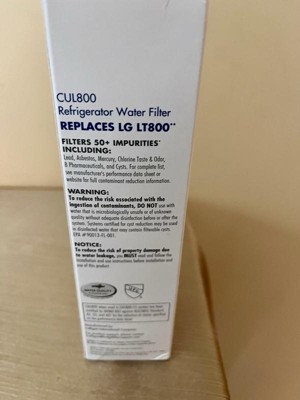 CUL800
Refrigerator Water Filter
REPLACES LG LT800**
FILTERS 50+ IMPURITIES*
INCLUDING:
Lead, Asbestos, Mercury, Chlorine Taste & Odor,
8 Pharmaceuticals, and Cysts. For complete list,
see manufacturer's performance data sheet or
website for full contaminant reduction information.
WARNING:
To reduce the risk associated with the
ingestion of contaminants, DO NOT use with
water that is microbiologically unsafe or of unknown
quality without adequate disinfection before or after the
system. Systems certified for cyst reduction may be used on
disinfected water that may contain filterable cysts.
EPA #
NOTICE:
To reduce the risk of property damage due
to water leakage, you MUST read and follow the
installation and use instructions before installation and
use of this product.